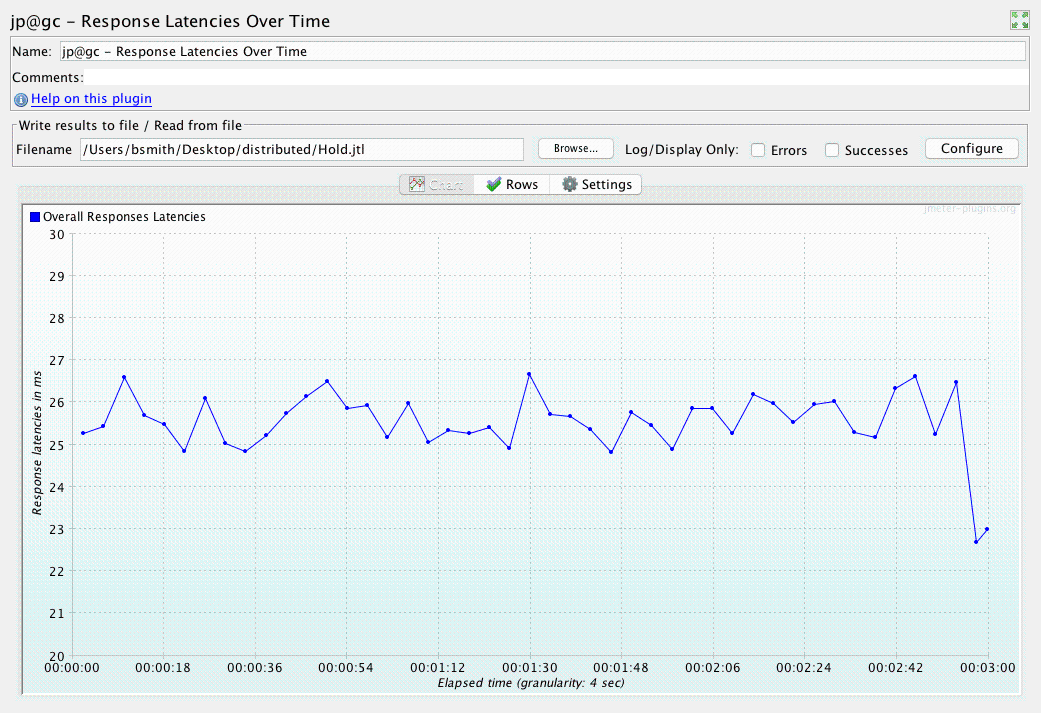 jp@gc - Response Latencies Over Time
Name: jp@gc - Response Latencies Over Time
Comments:
Help on this plugin
Write results to file / Read from file
Filename /Users/bsmith/Desktop/distributed/Hold.jtl Browse... Log/Display Only: Errors Successes Configure
Chart Rows Settings
jmeter-plugins.org
Overall Responses Latencies
30
29
28
27
26
25
24
23
22
21
20
Response latencies in ms
00:00:00 00:00:18 00:00:36 00:00:54 00:01:12 00:01:30 00:01:48 00:02:06 00:02:24 00:02:42 00:03:00
Elapsed time (granularity: 4 sec)